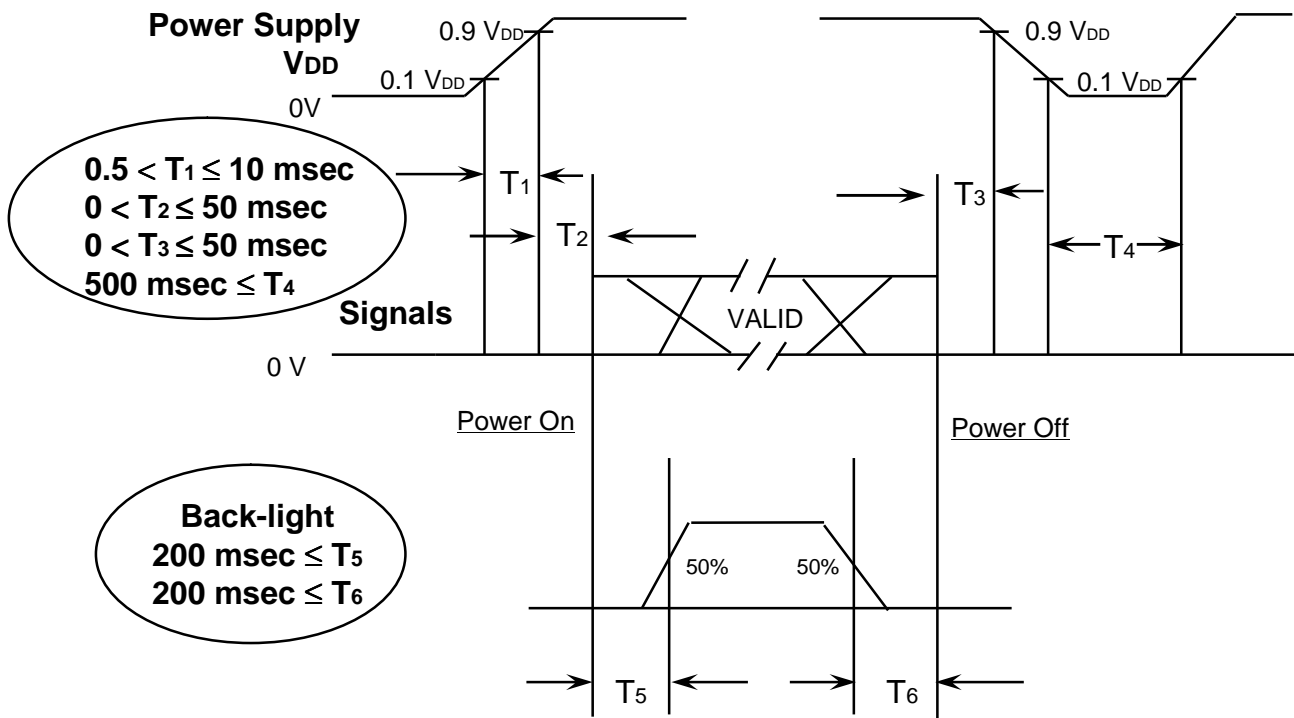 Power Supply
VDD
0.9 VDD
0.9 VDD
0.1 VDD
0.1 VDD
0V
0.5 < T1 ≤ 10 msec
0 < T2 ≤ 50 msec
0 < T3 ≤ 50 msec
500 msec ≤ T4
T1
T3
T2
T4
Signals
VALID
0 V
Power On
Power Off
Back-light
200 msec ≤ T5
200 msec ≤ T6
50%
50%
T5
T6